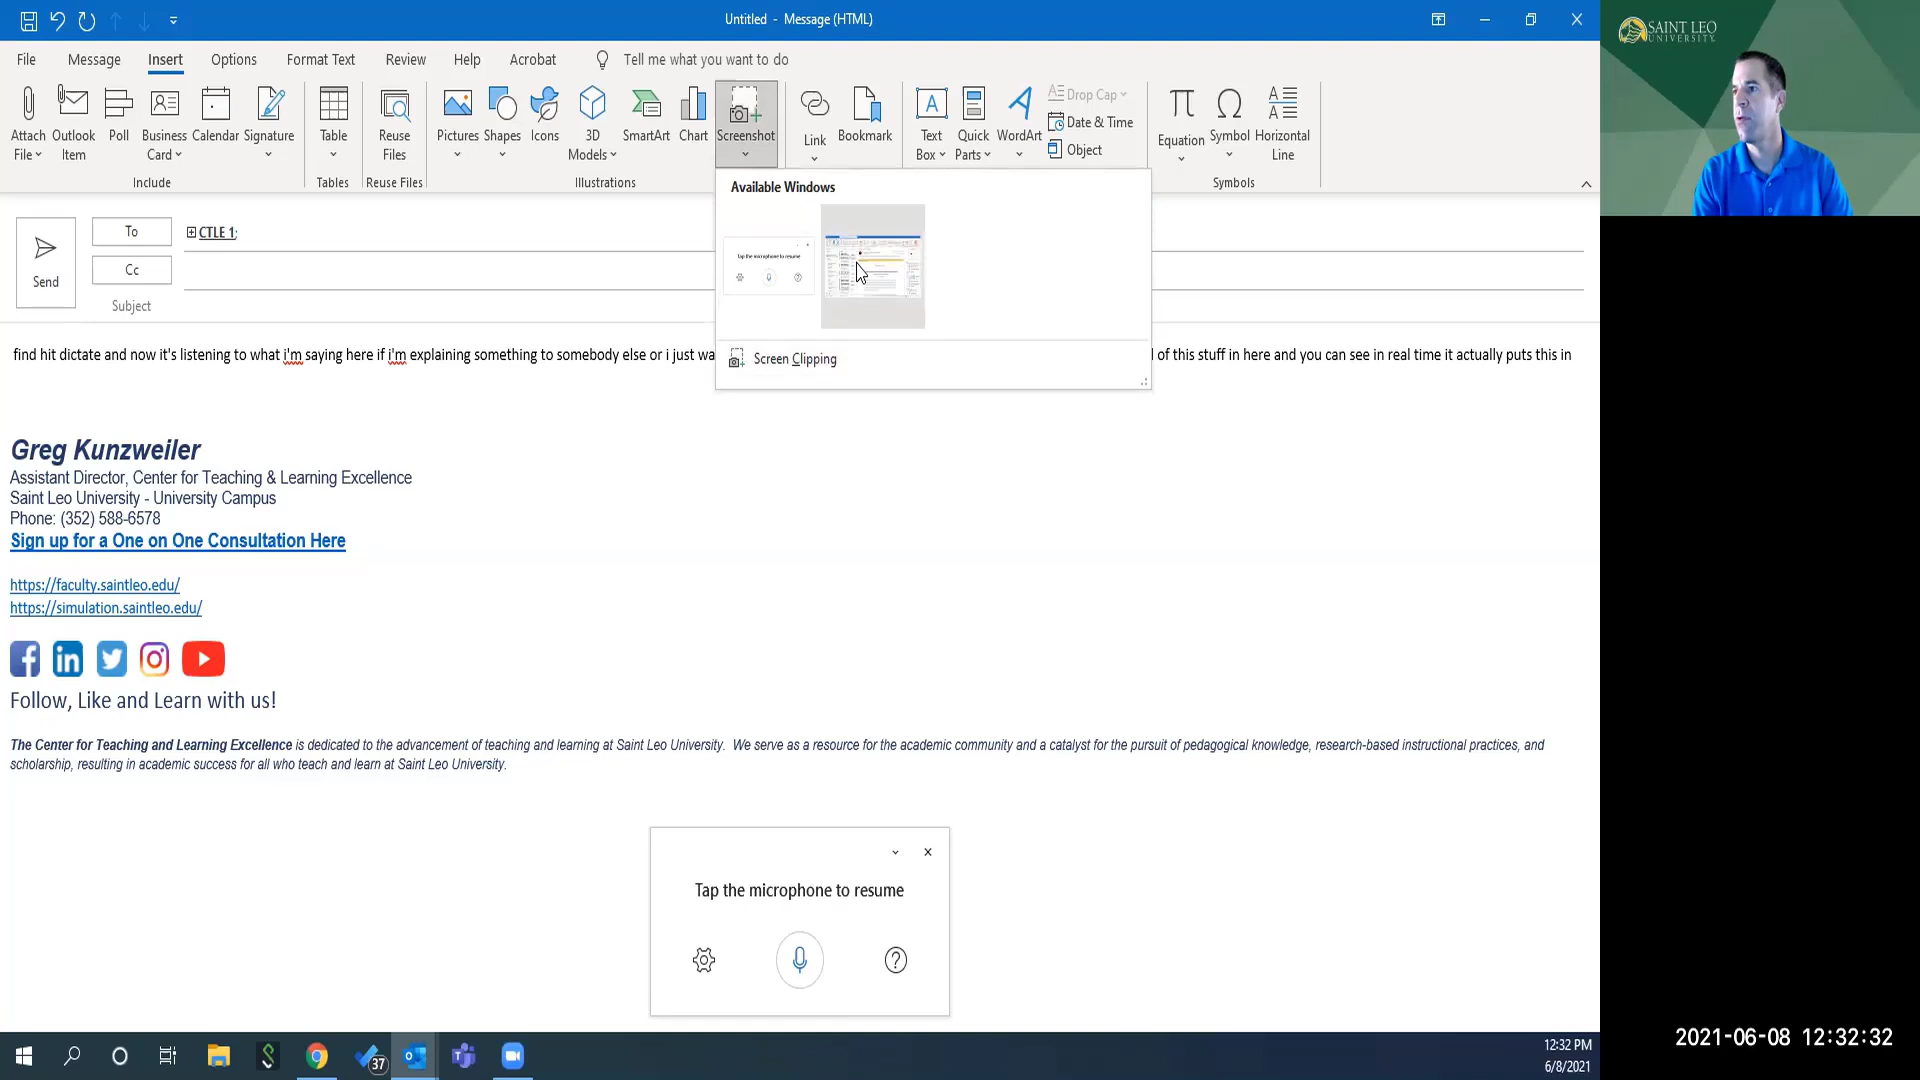 Untitled - Message (HTML)
SAINT LEO
UNIVERSITY
File Message Insert Options Format Text Review Help Acrobat Tell me what you want to do
Attach File Outlook Item Poll Business Card Calendar Signature Table Reuse Files Pictures Shapes Icons 3D Models SmartArt Chart Screenshot Link Bookmark Text Box Quick Parts WordArt Drop Cap Date & Time Object Equation Symbol Horizontal Line
Include Tables Reuse Files Illustrations Symbols
Available Windows
Tap the microphone to resume
Screen Clipping
Send
To CTLE 1;
Cc
Subject
find hit dictate and now it's listening to what i'm saying here if i'm explaining something to somebody else or i just wa of this stuff in here and you can see in real time it actually puts this in
Greg Kunzweiler
Assistant Director, Center for Teaching & Learning Excellence
Saint Leo University - University Campus
Phone: (352) 588-6578
Sign up for a One on One Consultation Here
https://faculty.saintleo.edu/
https://simulation.saintleo.edu/
Follow, Like and Learn with us!
The Center for Teaching and Learning Excellence is dedicated to the advancement of teaching and learning at Saint Leo University. We serve as a resource for the academic community and a catalyst for the pursuit of pedagogical knowledge, research-based instructional practices, and
scholarship, resulting in academic success for all who teach and learn at Saint Leo University.
Tap the microphone to resume
37
12:32 PM
6/8/2021
2021-06-08 12:32:32